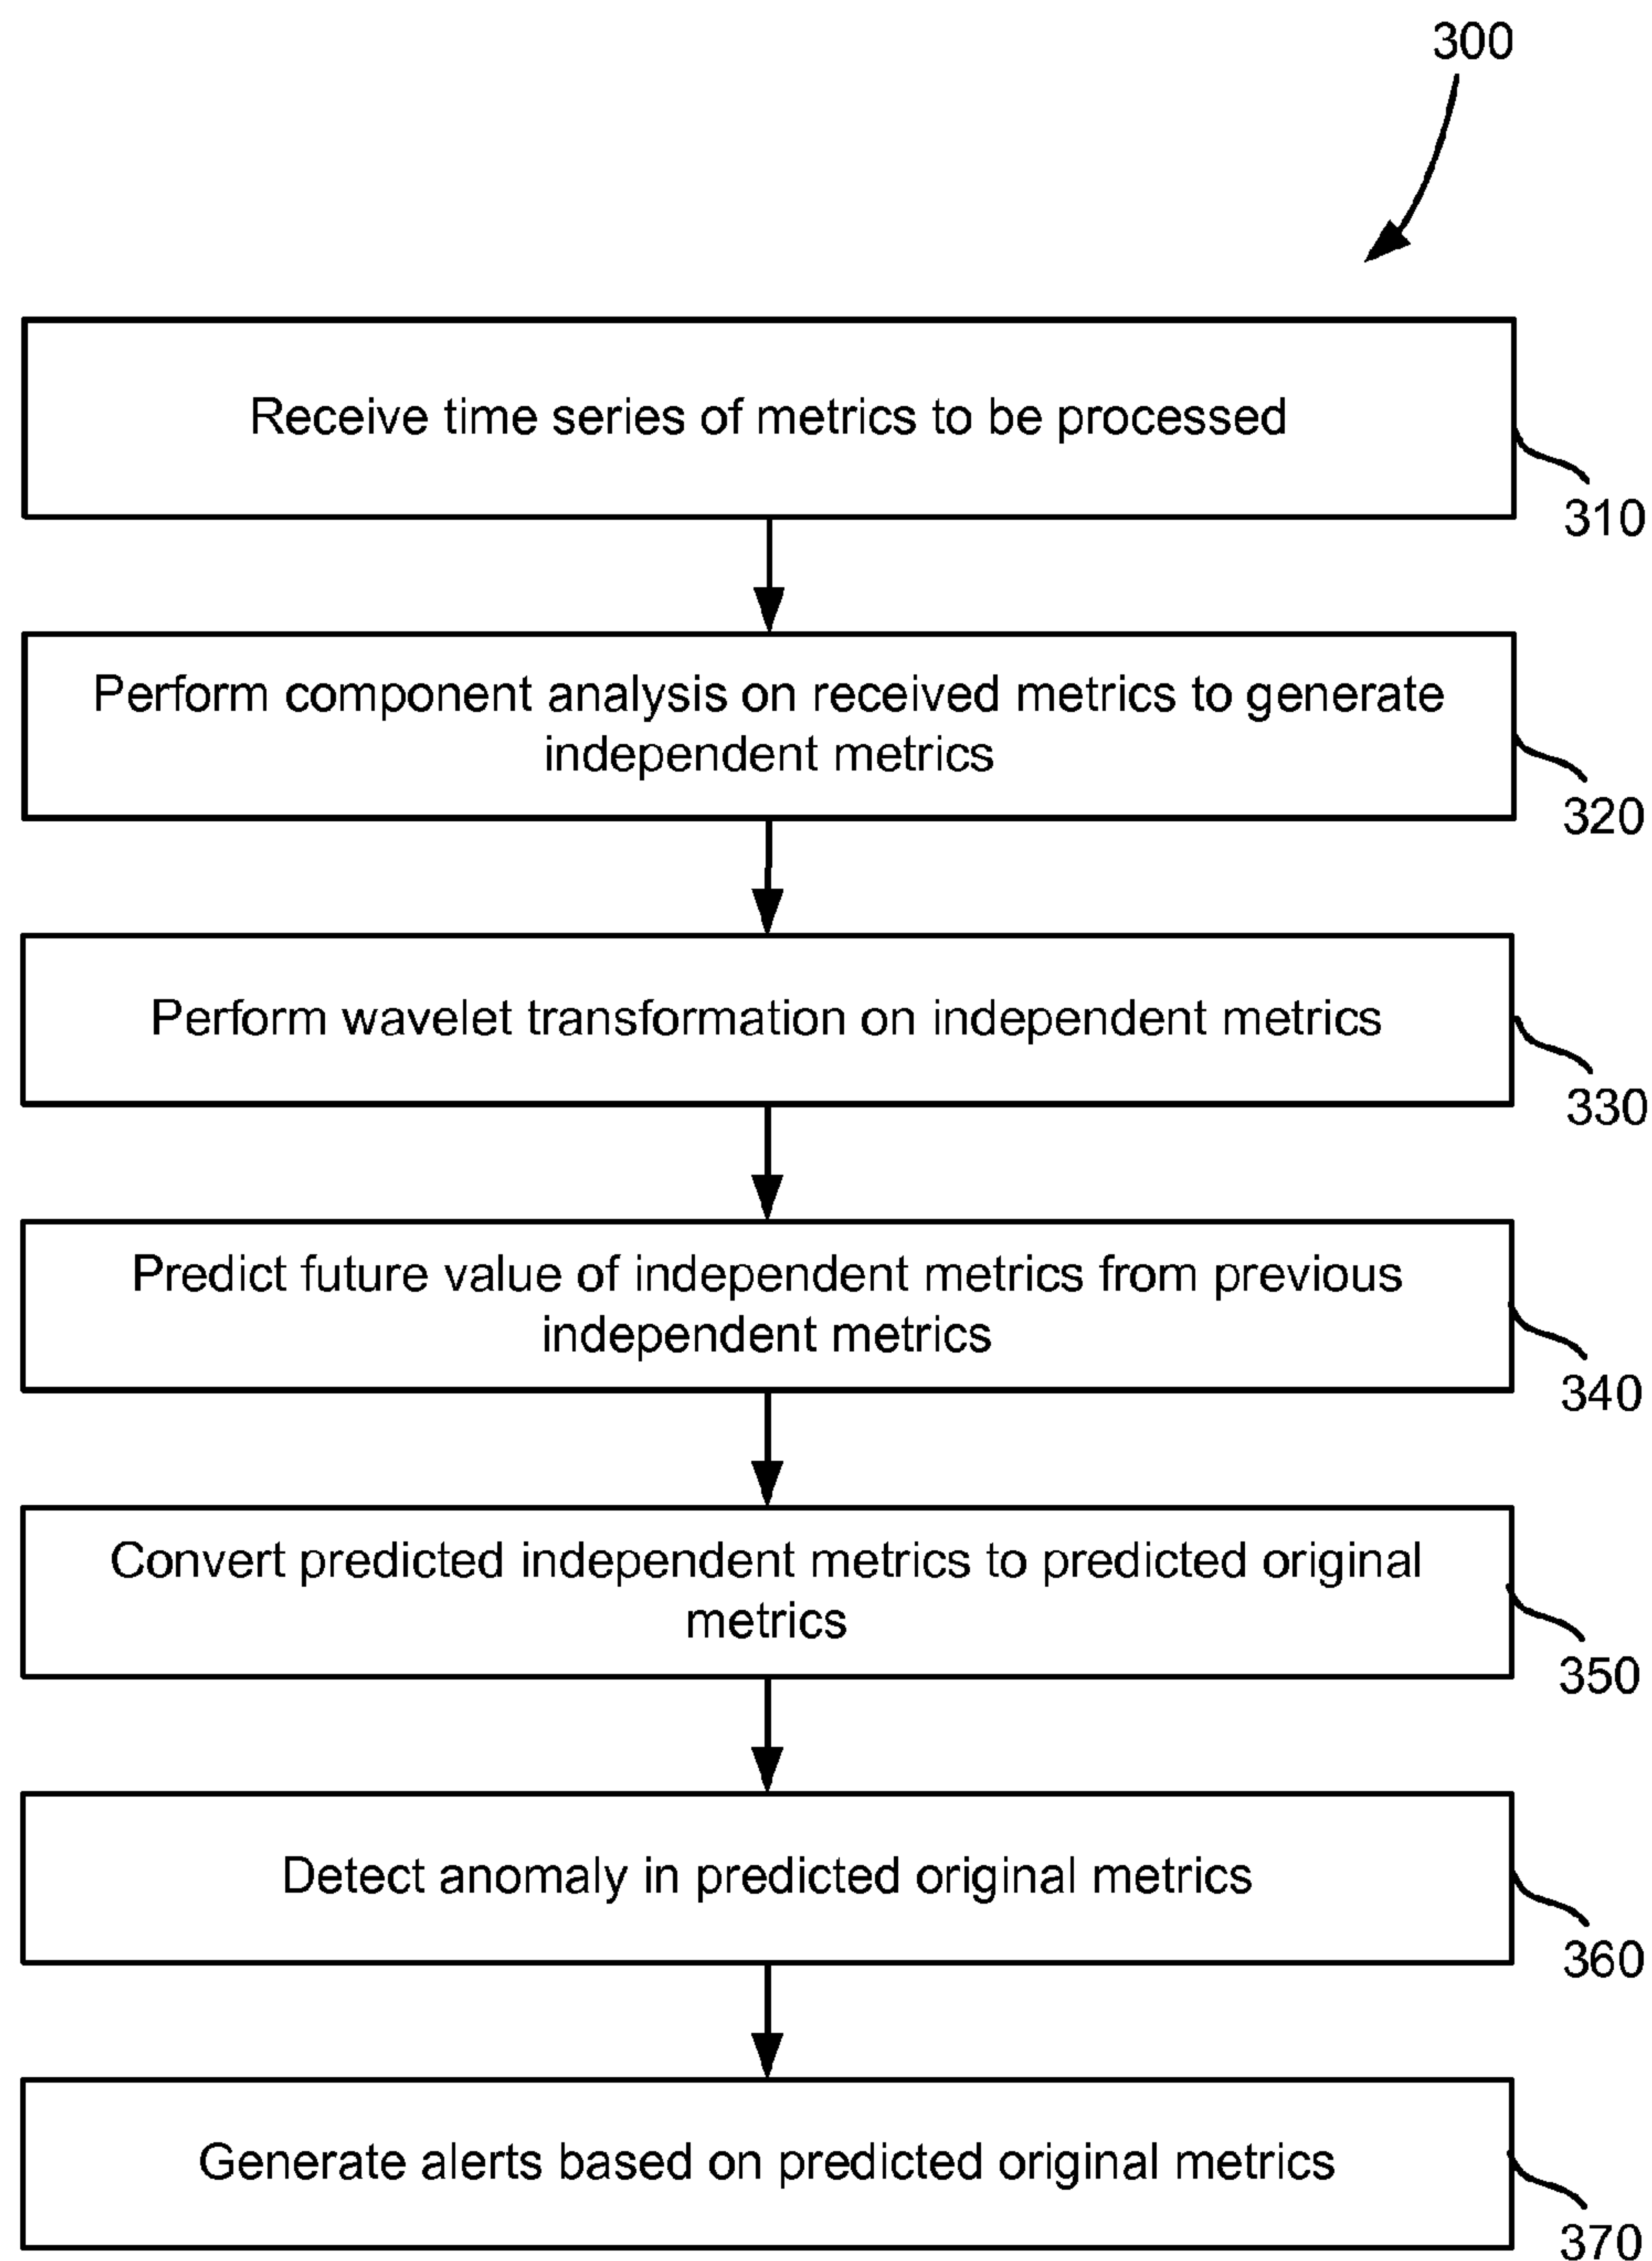 300
Receive time series of metrics to be processed
310
Perform component analysis on received metrics to generate
independent metrics
320
Perform wavelet transformation on independent metrics
330
Predict future value of independent metrics from previous
independent metrics
340
Convert predicted independent metrics to predicted original
metrics
350
Detect anomaly in predicted original metrics
360
Generate alerts based on predicted original metrics
370